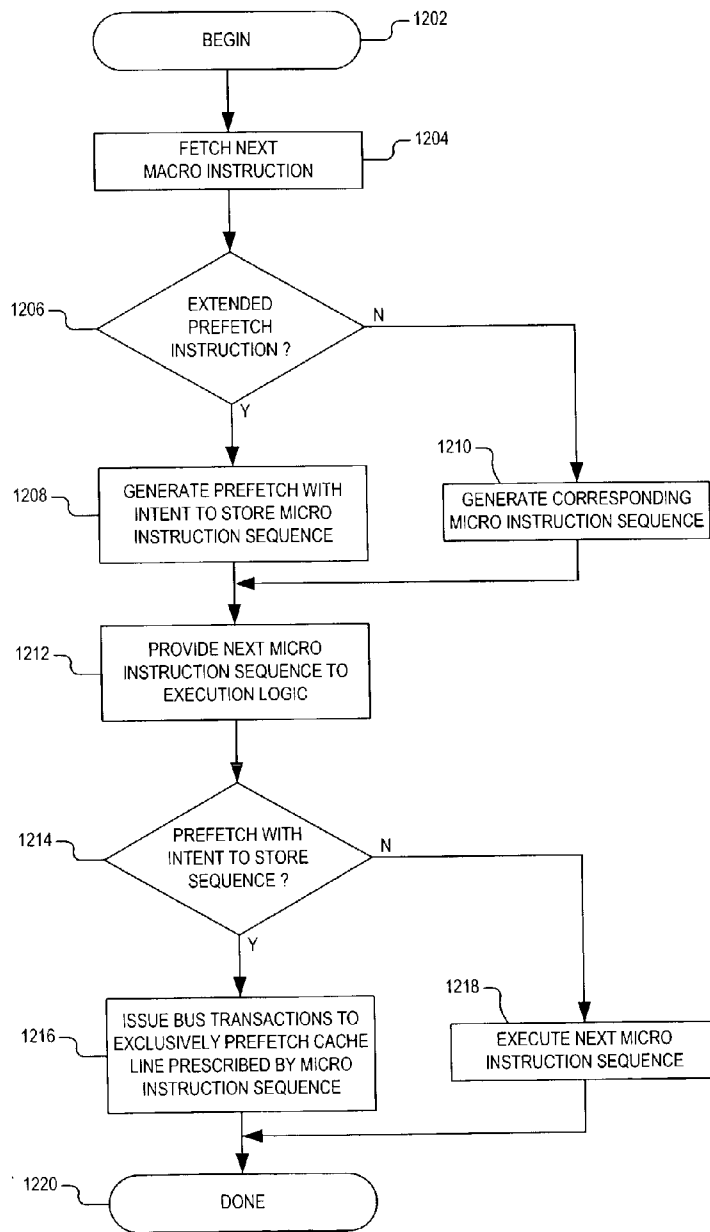 BEGIN
1202
FETCH NEXT
MACRO INSTRUCTION
1204
1206
EXTENDED
PREFETCH
INSTRUCTION ?
N
Y
1208
GENERATE PREFETCH WITH
INTENT TO STORE MICRO
INSTRUCTION SEQUENCE
1210
GENERATE CORRESPONDING
MICRO INSTRUCTION SEQUENCE
1212
PROVIDE NEXT MICRO
INSTRUCTION SEQUENCE TO
EXECUTION LOGIC
1214
PREFETCH WITH
INTENT TO STORE
SEQUENCE ?
N
Y
1216
ISSUE BUS TRANSACTIONS TO
EXCLUSIVELY PREFETCH CACHE
LINE PRESCRIBED BY MICRO
INSTRUCTION SEQUENCE
1218
EXECUTE NEXT MICRO
INSTRUCTION SEQUENCE
1220
DONE